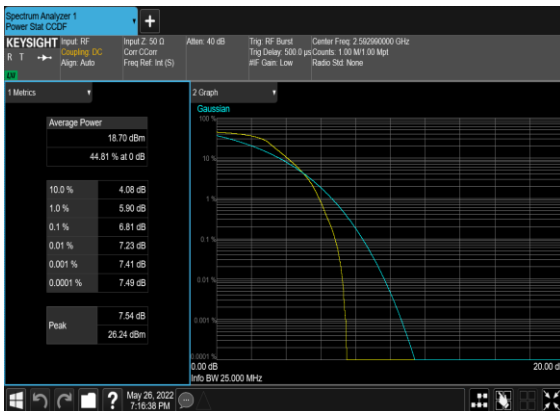 Spectrum Analyzer 1
Power Stat CCDF
KEYSIGHT
R T
LV
Input: RF
Coupling: DC
Align: Auto
Input Z: 50 Ω
Corr CCorr
Freq Ref: Int (S)
Atten: 40 dB
Trig: RF Burst
Trig Delay: 500.0 µs
#IF Gain: Low
Center Freq: 2.592990000 GHz
Counts: 1.00 M/1.00 Mpt
Radio Std: None
1 Metrics
Average Power
18.70 dBm
44.81 % at 0 dB
10.0 % 4.08 dB
1.0 % 5.90 dB
0.1 % 6.81 dB
0.01 % 7.23 dB
0.001 % 7.41 dB
0.0001 % 7.49 dB
Peak
7.54 dB
26.24 dBm
2 Graph
Gaussian
100 %
10 %
1 %
0.1 %
0.01 %
0.001 %
0.0001 %
0.00 dB
20.00 d
Info BW 25.000 MHz
May 26, 2022
7:16:38 PM